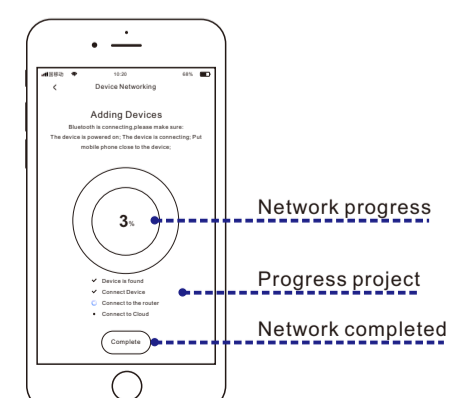 10:20
68%
Device Networking
Adding Devices
Bluetooth is connecting,please make sure:
The device is powered on; The device is connecting; Put
mobile phone close to the device;
3%
Network progress
Device is found
Connect Device
Progress project
Connect to the router
Connect to Cloud
Network completed
Complete